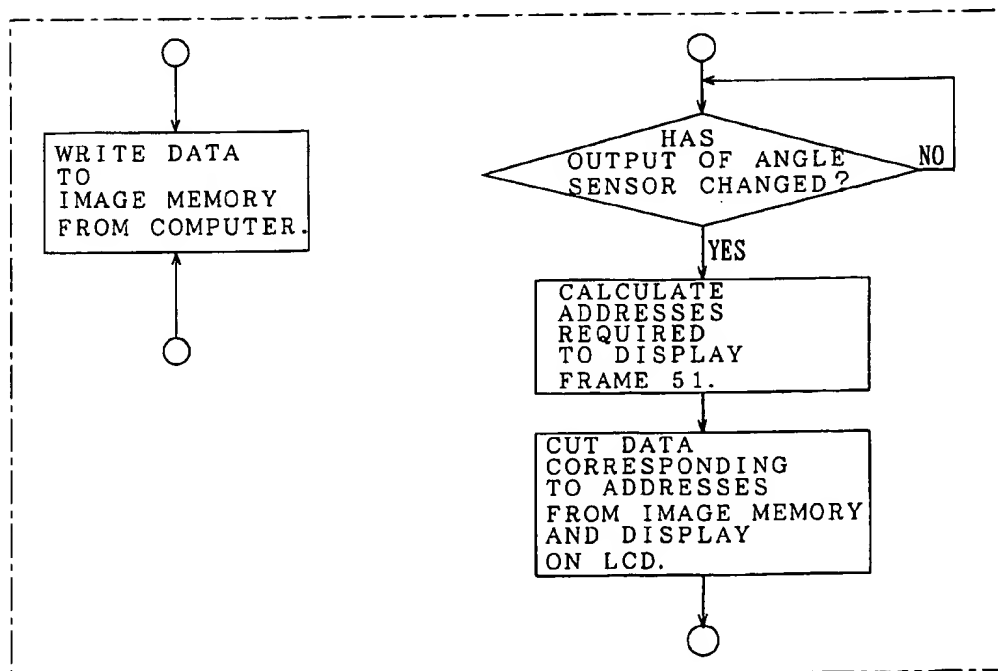 WRITE DATA
TO
IMAGE MEMORY
FROM COMPUTER.
HAS
OUTPUT OF ANGLE
SENSOR CHANGED?
NO
YES
CALCULATE
ADDRESSES
REQUIRED
TO DISPLAY
FRAME 51.
CUT DATA
CORRESPONDING
TO ADDRESSES
FROM IMAGE MEMORY
AND DISPLAY
ON LCD.